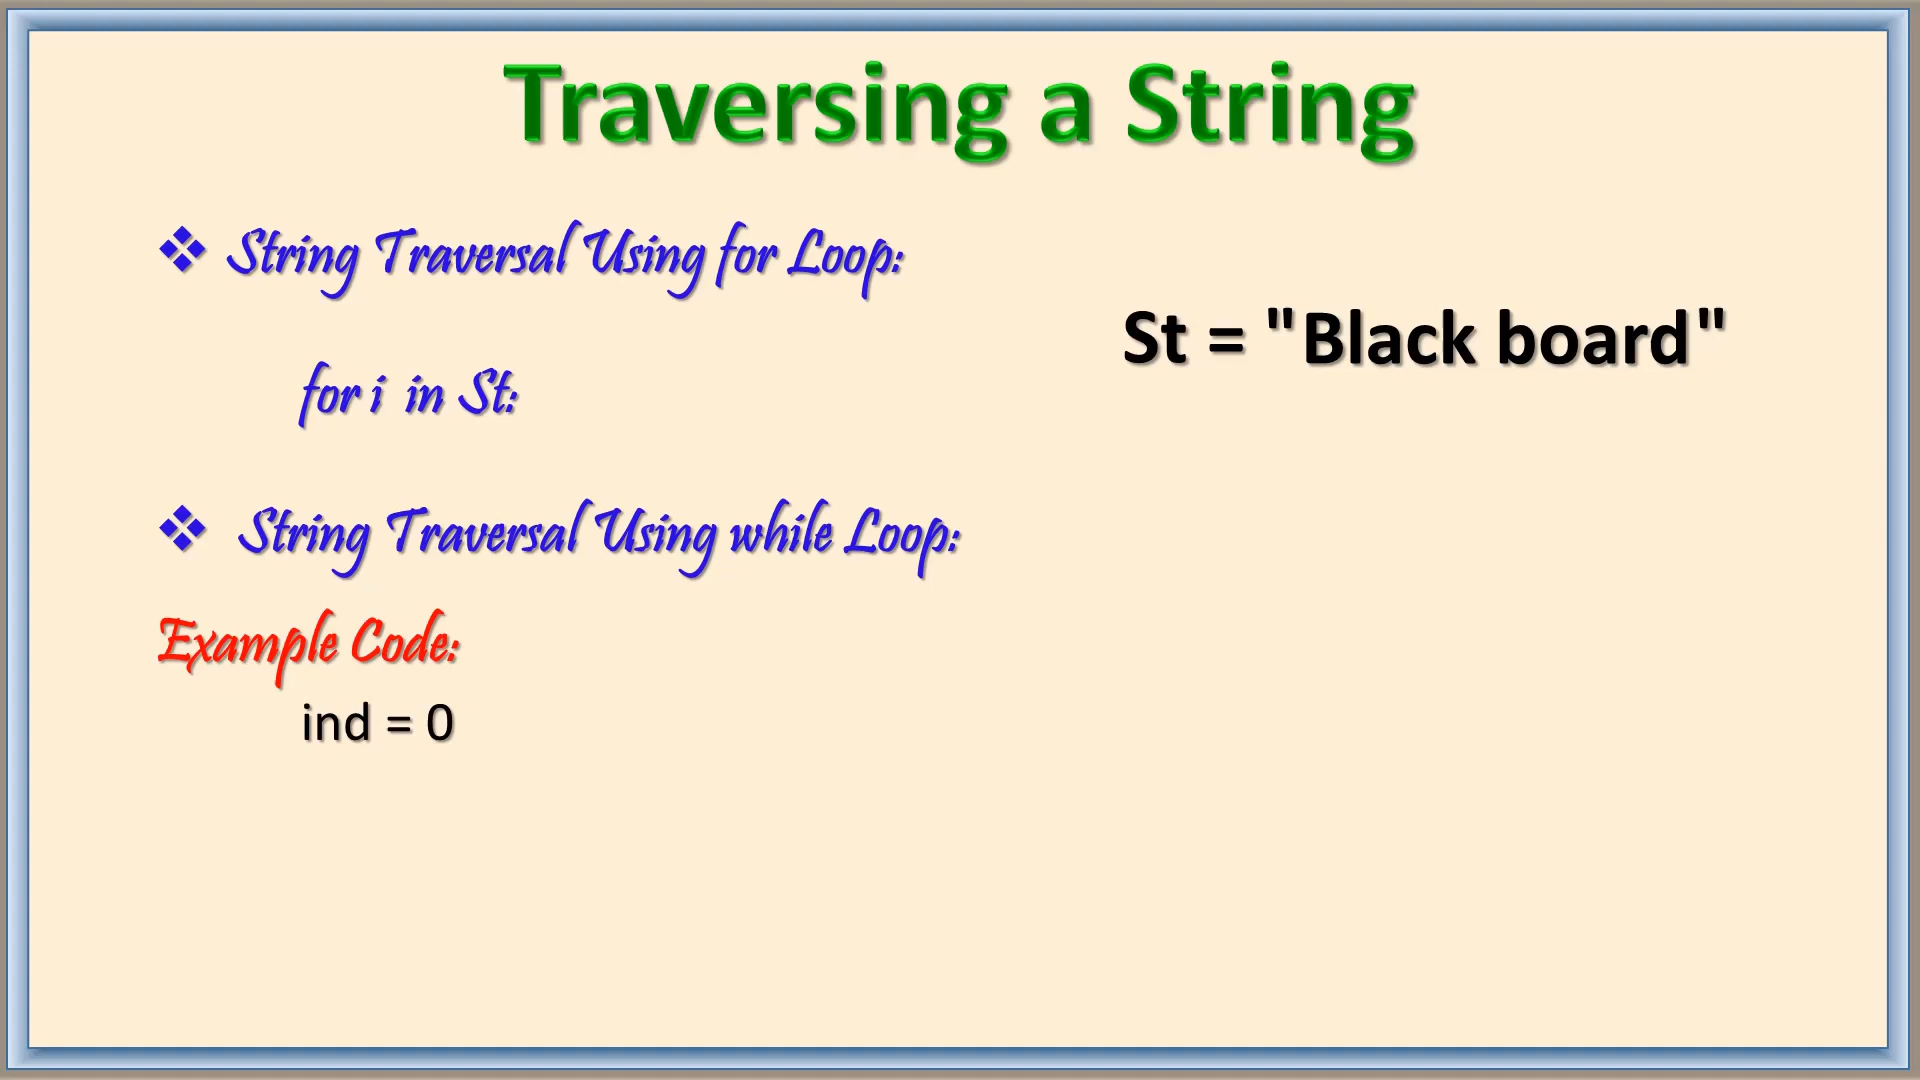 Traversing a String
❖ String Traversal Using for Loop:
St = "Black board"
for i in St:
❖ String Traversal Using while Loop:
Example Code:
ind = 0